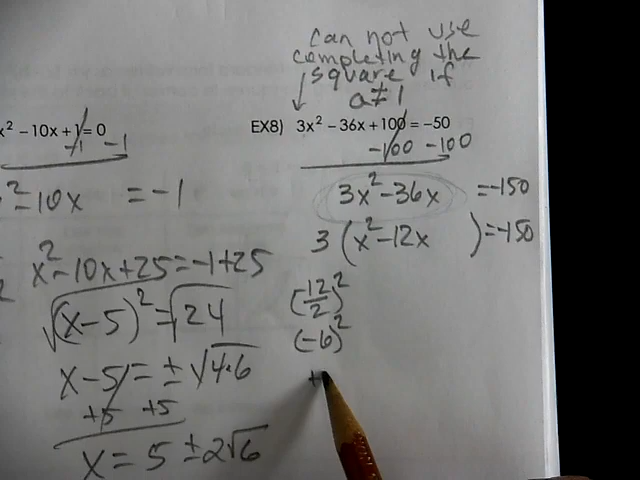 can not use
completing the
square if
a≠1
x² - 10x + 1 = 0
-1 -1
²-10x = -1
x²-10x+25=-1+25
√(x-5)² = √24
x-5 = ± √4·6
+5 +5
x = 5 ±2√6
EX8) 3x² - 36x + 100 = -50
-100 -100
3x²-36x =-150
3 (x²-12x )=-150
(12/2)²
(-6)²
+